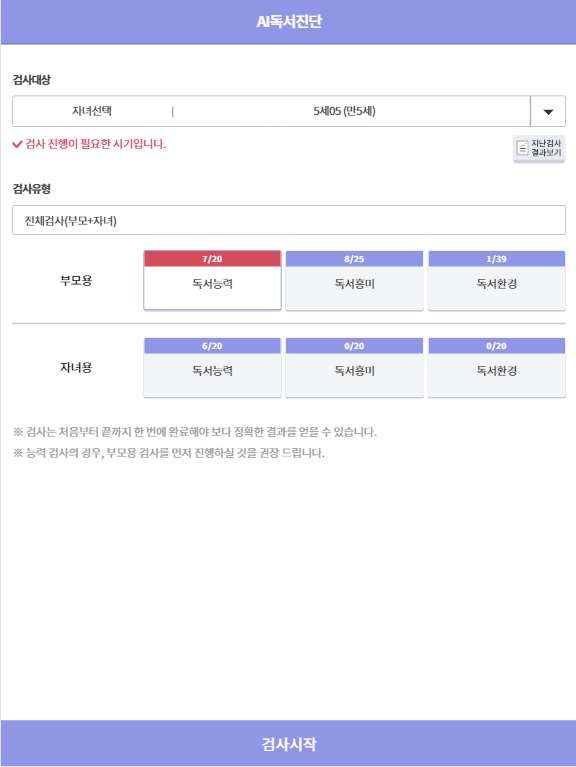 AI독서진단
검사대상
자녀선택 | 5세05 (만5세)
검사 진행이 필요한 시기입니다.
지난검사
결과보기
검사유형
전체검사(부모+자녀)
부모용
7/20 8/25 1/39
독서능력 독서흥미 독서환경
자녀용
6/20 0/20 0/20
독서능력 독서흥미 독서환경
※ 검사는 처음부터 끝까지 한 번에 완료해야 보다 정확한 결과를 얻을 수 있습니다.
※ 능력 검사의 경우, 부모용 검사를 먼저 진행하실 것을 권장 드립니다.
검사시작